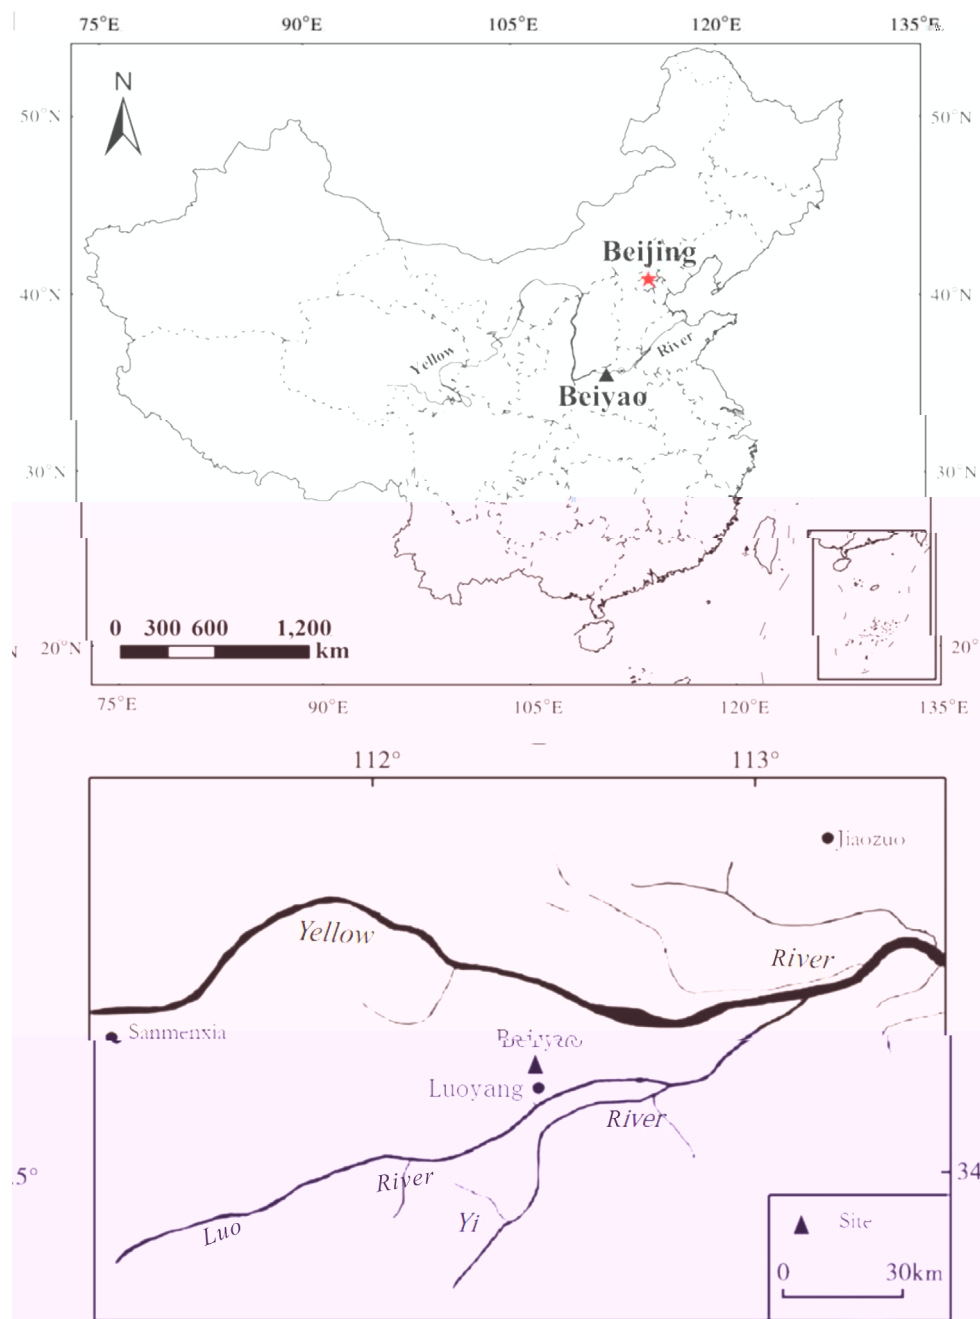 75°E 90°E 105°E 120°E 135°E
N
50°N 50°N
Beijing
40°N 40°N
Yellow River
Beiyao
30°N 30°N
0 300 600 1,200
km
20°N 20°
75°E 90°E 105°E 120°E 135°E
112° 113°
Jiaozuo
Yellow River
Sanmenxia
Beiyao
Luoyang
River
.5° 34
River
Luo
Yi
Site
0 30km